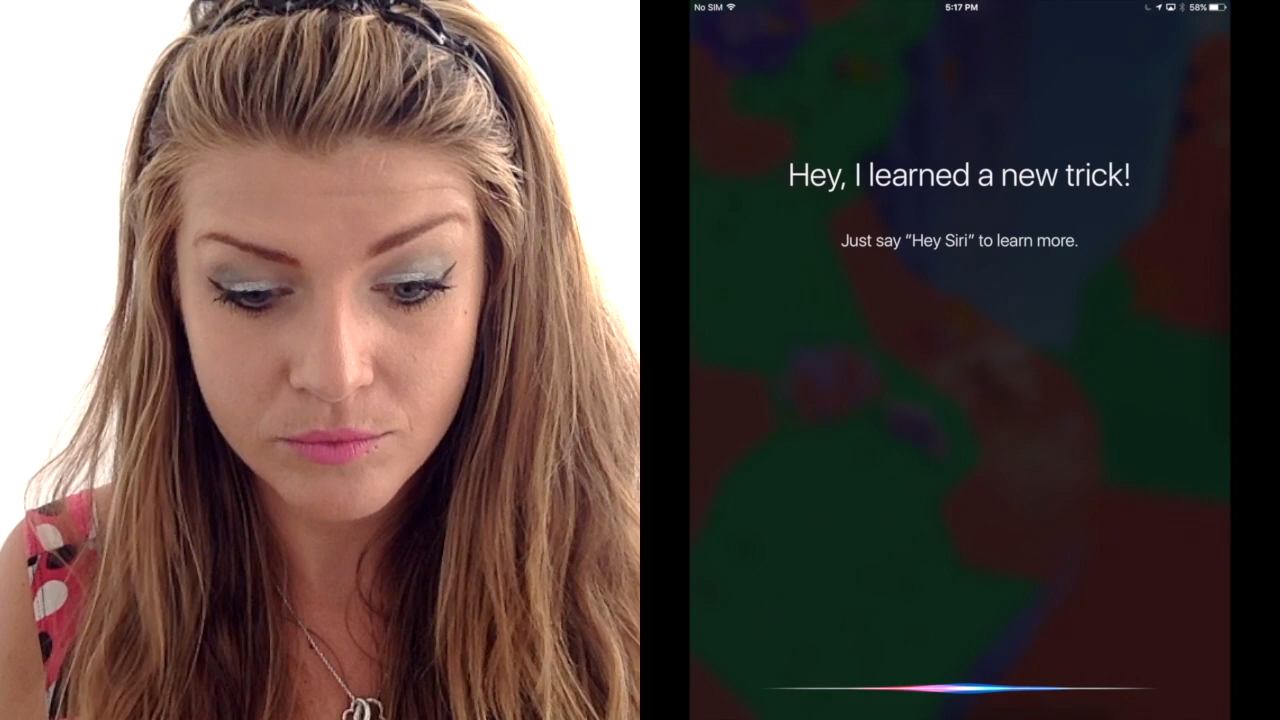 No SIM 5:17 PM 58%
Hey, I learned a new trick!
Just say “Hey Siri” to learn more.